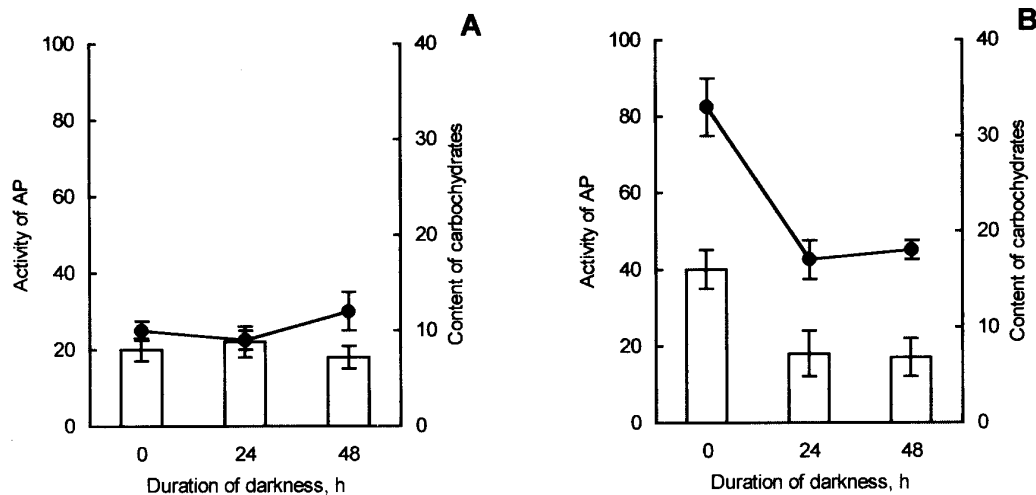 A
100
80
60
40
20
0
Activity of AP
40
30
20
10
0
Content of carbochydrates
0 24 48
Duration of darkness, h
B
100
80
60
40
20
0
Activity of AP
40
30
20
10
0
Content of carbochydrates
0 24 48
Duration of darkness, h